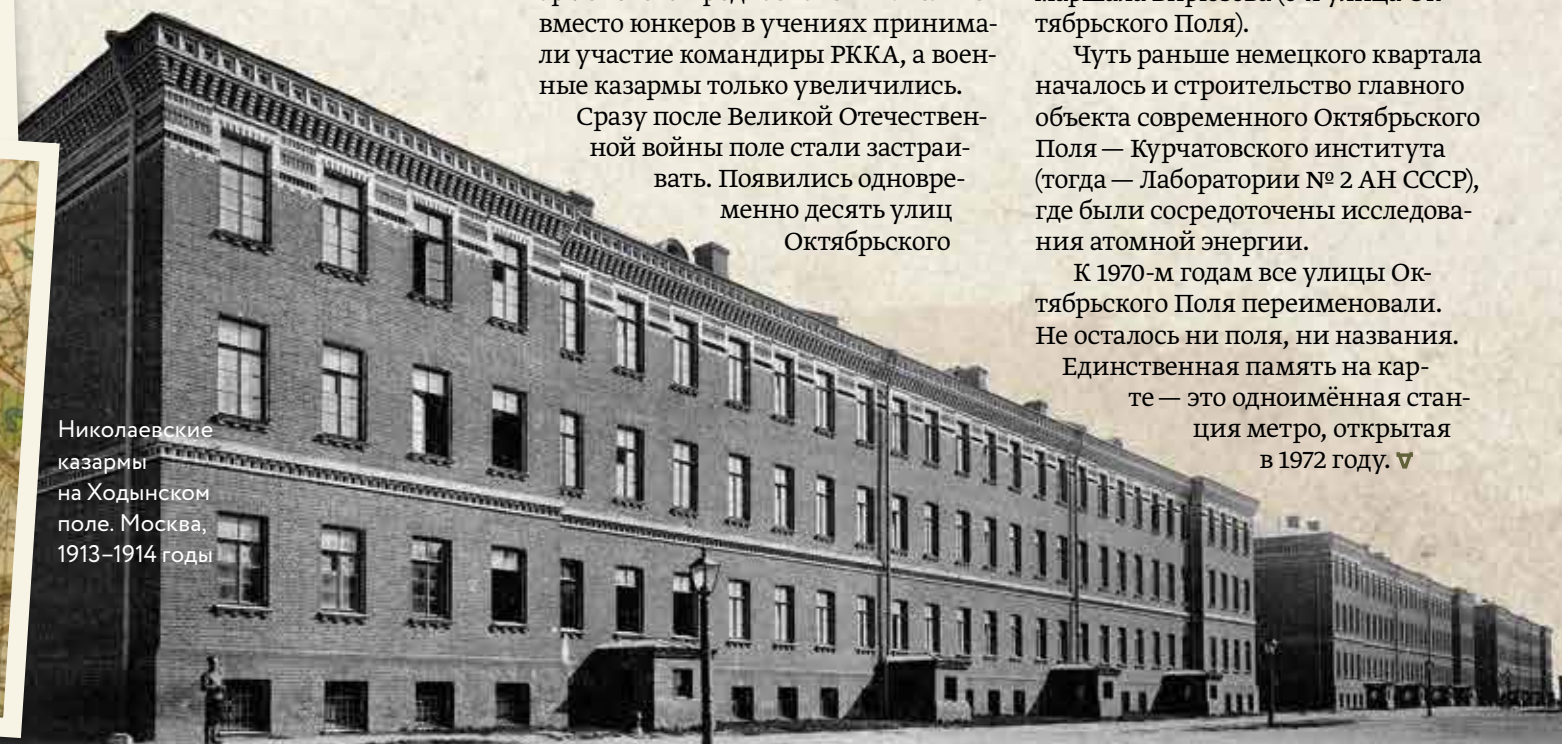 вместо юнкеров в учениях принима-
ли участие командиры РККА, а воен-
ные казармы только увеличились.
Сразу после Великой Отечествен-
ной войны поле стали застраи-
вать. Появились одновре-
менно десять улиц
Октябрьского
тябрьского Поля).
Чуть раньше немецкого квартала
началось и строительство главного
объекта современного Октябрьского
Поля — Курчатовского института
(тогда — Лаборатории № 2 АН СССР),
где были сосредоточены исследова-
ния атомной энергии.
К 1970-м годам все улицы Ок-
тябрьского Поля переименовали.
Не осталось ни поля, ни названия.
Единственная память на кар-
те — это одноимённая стан-
ция метро, открытая
в 1972 году.
Николаевские
казармы
на Ходынском
поле. Москва,
1913–1914 годы